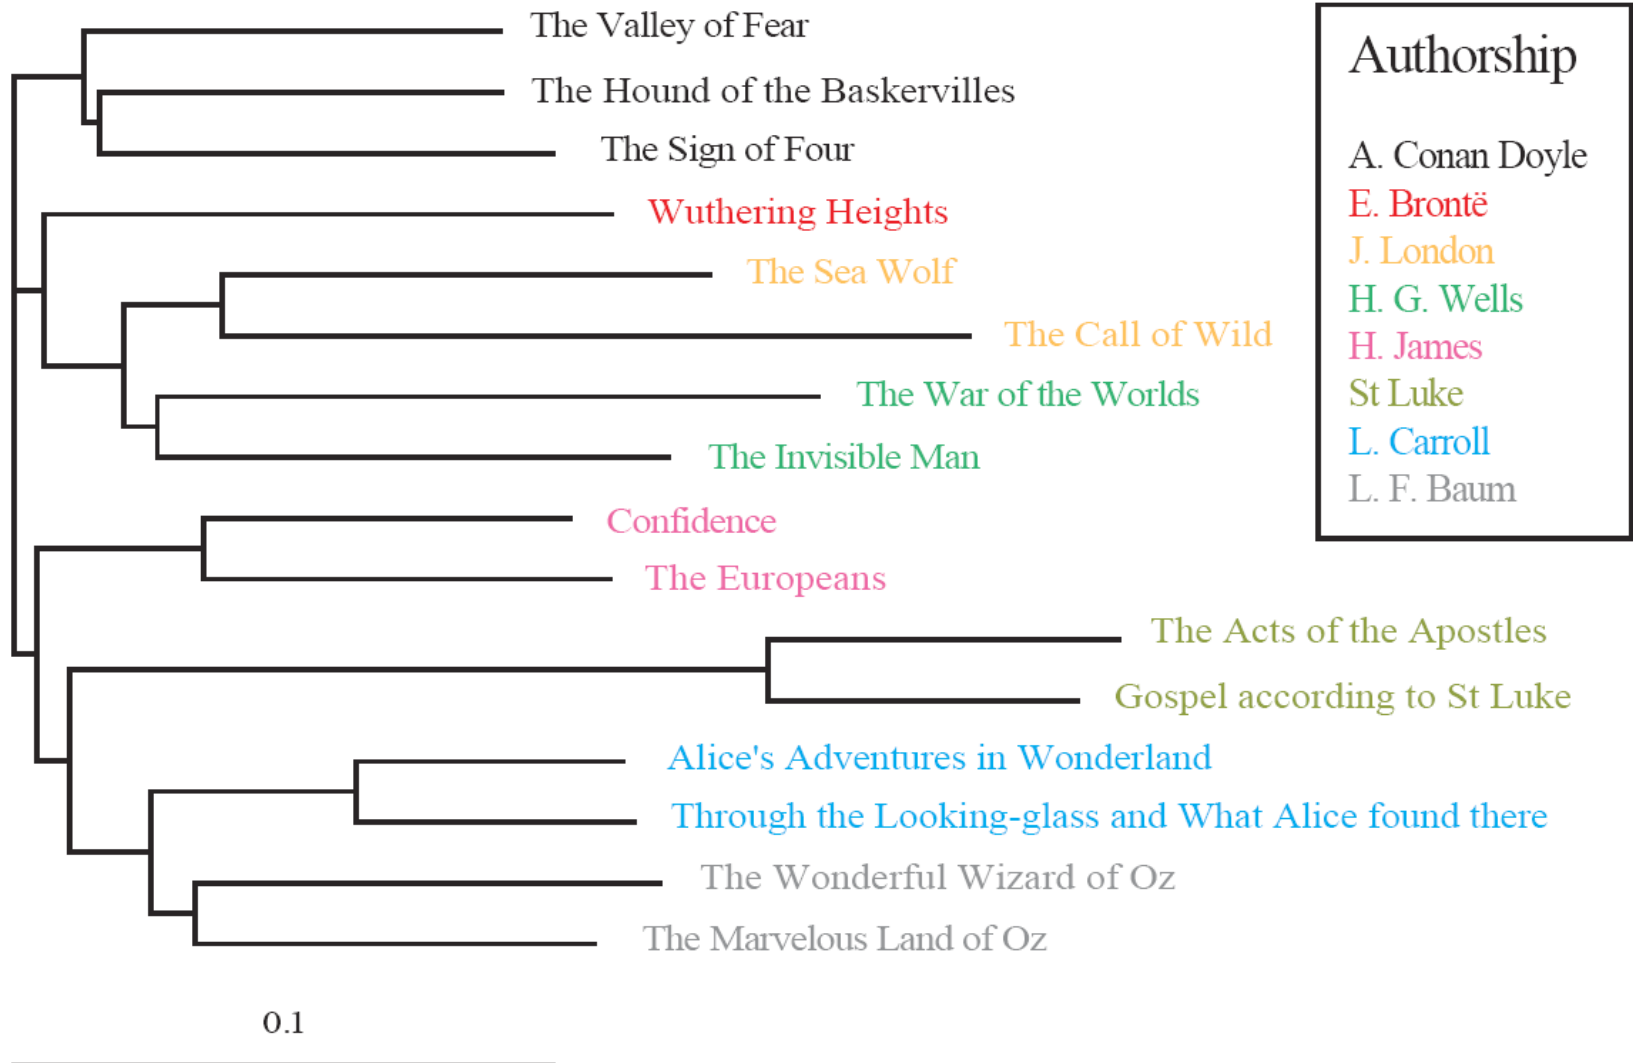 The Valley of Fear
The Hound of the Baskervilles
The Sign of Four
Wuthering Heights
The Sea Wolf
The Call of Wild
The War of the Worlds
The Invisible Man
Confidence
The Europeans
The Acts of the Apostles
Gospel according to St Luke
Alice's Adventures in Wonderland
Through the Looking-glass and What Alice found there
The Wonderful Wizard of Oz
The Marvelous Land of Oz
0.1
Authorship
A. Conan Doyle
E. Brontë
J. London
H. G. Wells
H. James
St Luke
L. Carroll
L. F. Baum